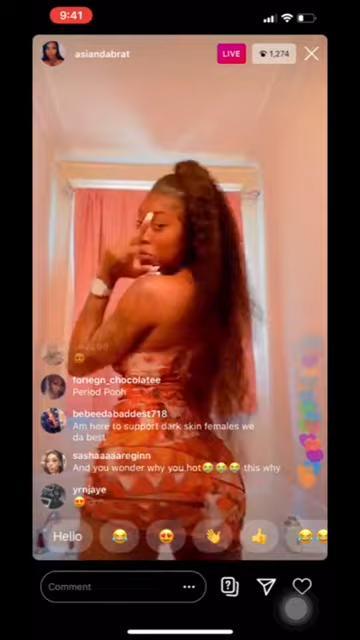 9:41
asiandabrat
LIVE
1,274
foriegn_chocolatee
Period Pooh
bebeedabaddest718
Am here to support dark skin females we
da best
sashaaaaareginn
And you wonder why you hot😭😭😭 this why
yrnjaye
😍
Hello
😂 😍 👋 👍 😂😂
Comment